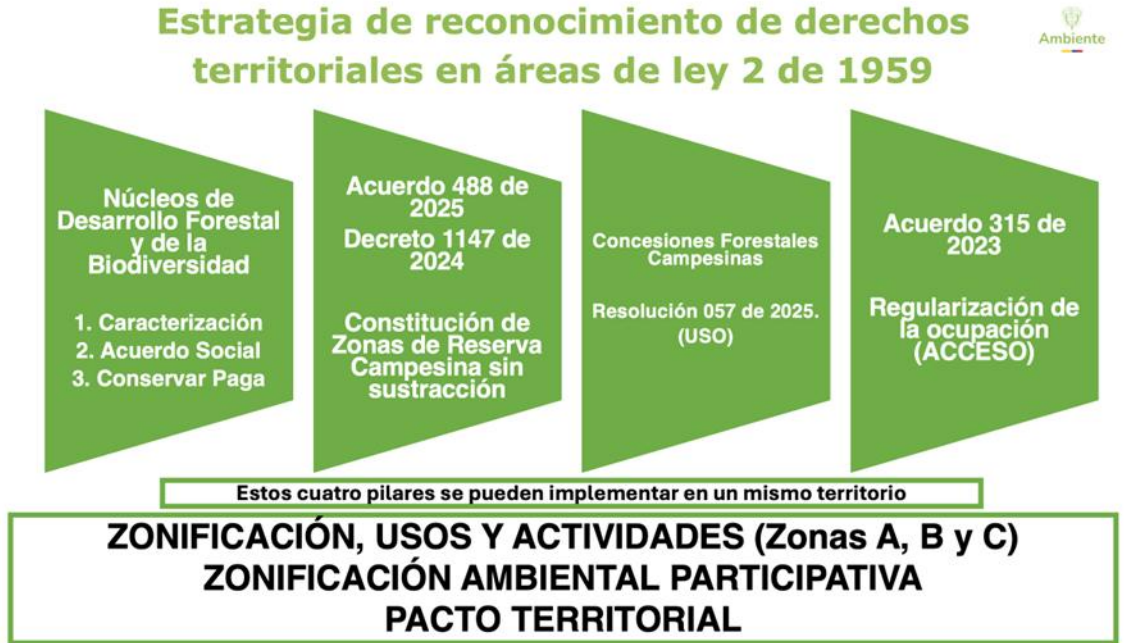 Estrategia de reconocimiento de derechos
territoriales en áreas de ley 2 de 1959
Ambiente
Núcleos de
Desarrollo Forestal
y de la
Biodiversidad
1. Caracterización
2. Acuerdo Social
3. Conservar Paga
Acuerdo 488 de
2025
Decreto 1147 de
2024
Constitución de
Zonas de Reserva
Campesina sin
sustracción
Concesiones Forestales
Campesinas
Resolución 057 de 2025.
(USO)
Acuerdo 315 de
2023
Regularización de
la ocupación
(ACCESO)
Estos cuatro pilares se pueden implementar en un mismo territorio
ZONIFICACIÓN, USOS Y ACTIVIDADES (Zonas A, B y C)
ZONIFICACIÓN AMBIENTAL PARTICIPATIVA
PACTO TERRITORIAL